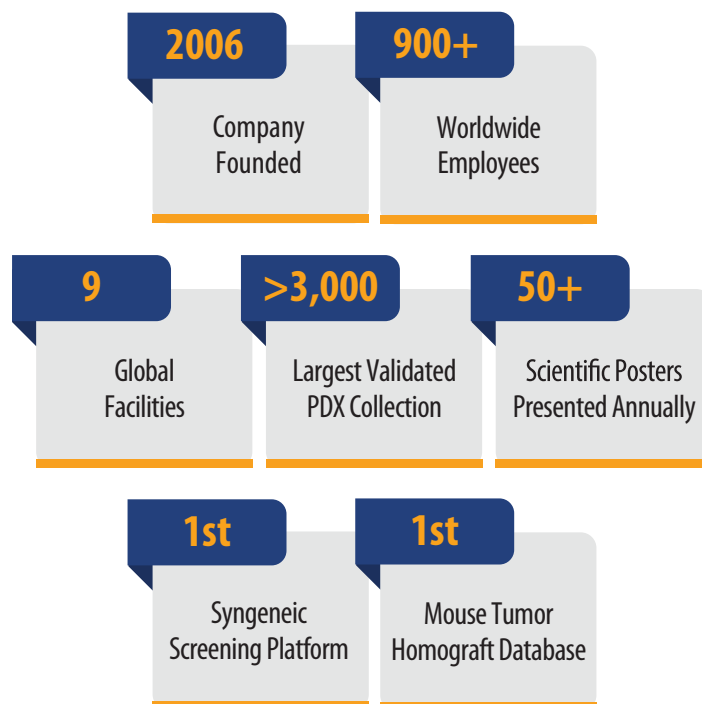 2006
Company
Founded
900+
Worldwide
Employees
9
Global
Facilities
>3,000
Largest Validated
PDX Collection
50+
Scientific Posters
Presented Annually
1st
Syngeneic
Screening Platform
1st
Mouse Tumor
Homograft Database